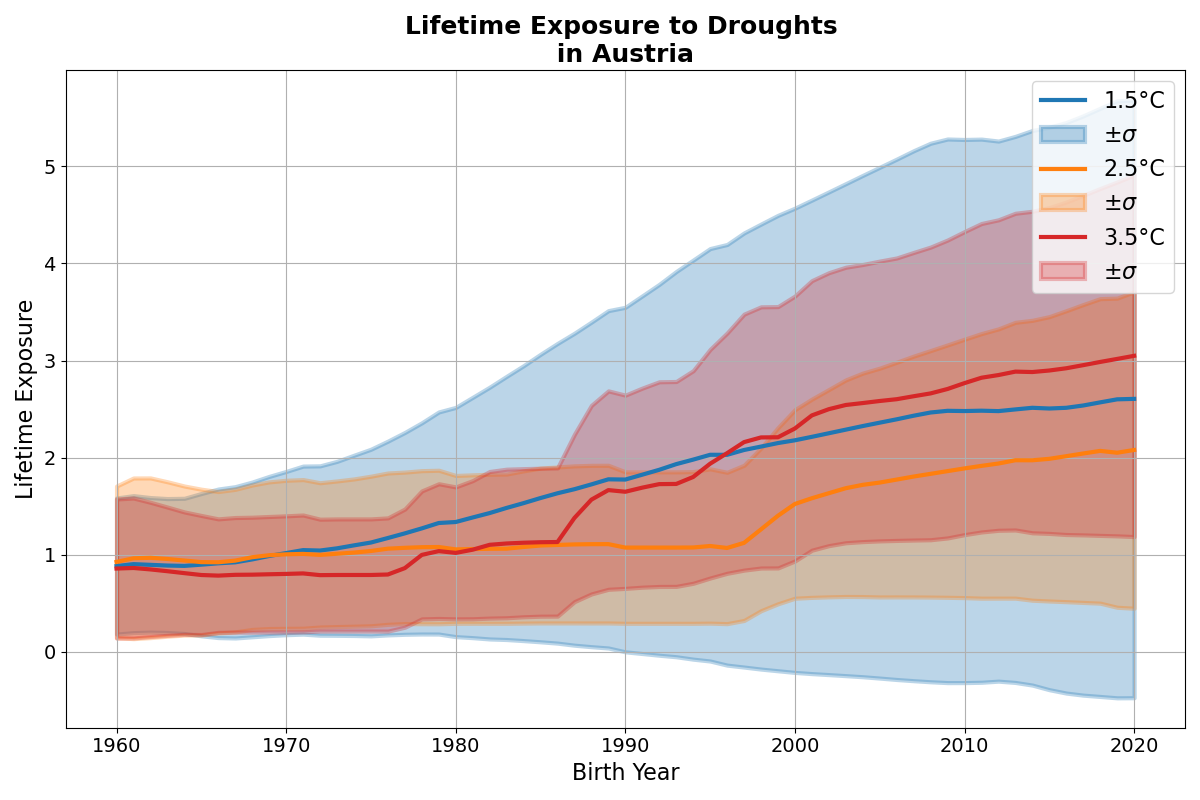 Lifetime Exposure to Droughts
in Austria
1.5°C
±σ
2.5°C
±σ
3.5°C
±σ
Lifetime Exposure
5
4
3
2
1
0
1960 1970 1980 1990 2000 2010 2020
Birth Year